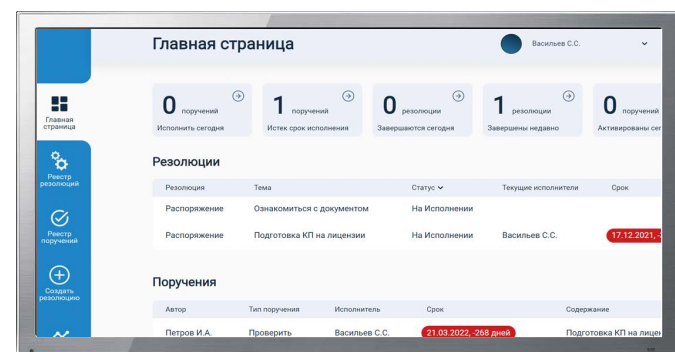 Главная страница
Васильев С.С.
0 поручений
Исполнить сегодня
1 поручений
Истек срок исполнения
0 резолюции
Завершаются сегодня
1 резолюции
Завершены недавно
0 поручений
Активированы сег
Главная
страница
Реестр
резолюций
Реестр
поручений
Создать
резолюцию
Резолюции
Резолюция Тема Статус Текущие исполнители Срок
Распоряжение Ознакомиться с документом На Исполнении
Распоряжение Подготовка КП на лицензии На Исполнении Васильев С.С. 17.12.2021, -
Поручения
Автор Тип поручения Исполнитель Срок Содержание
Петров И.А. Проверить Васильев С.С. 21.03.2022, -268 дней Подготовка КП на лицен